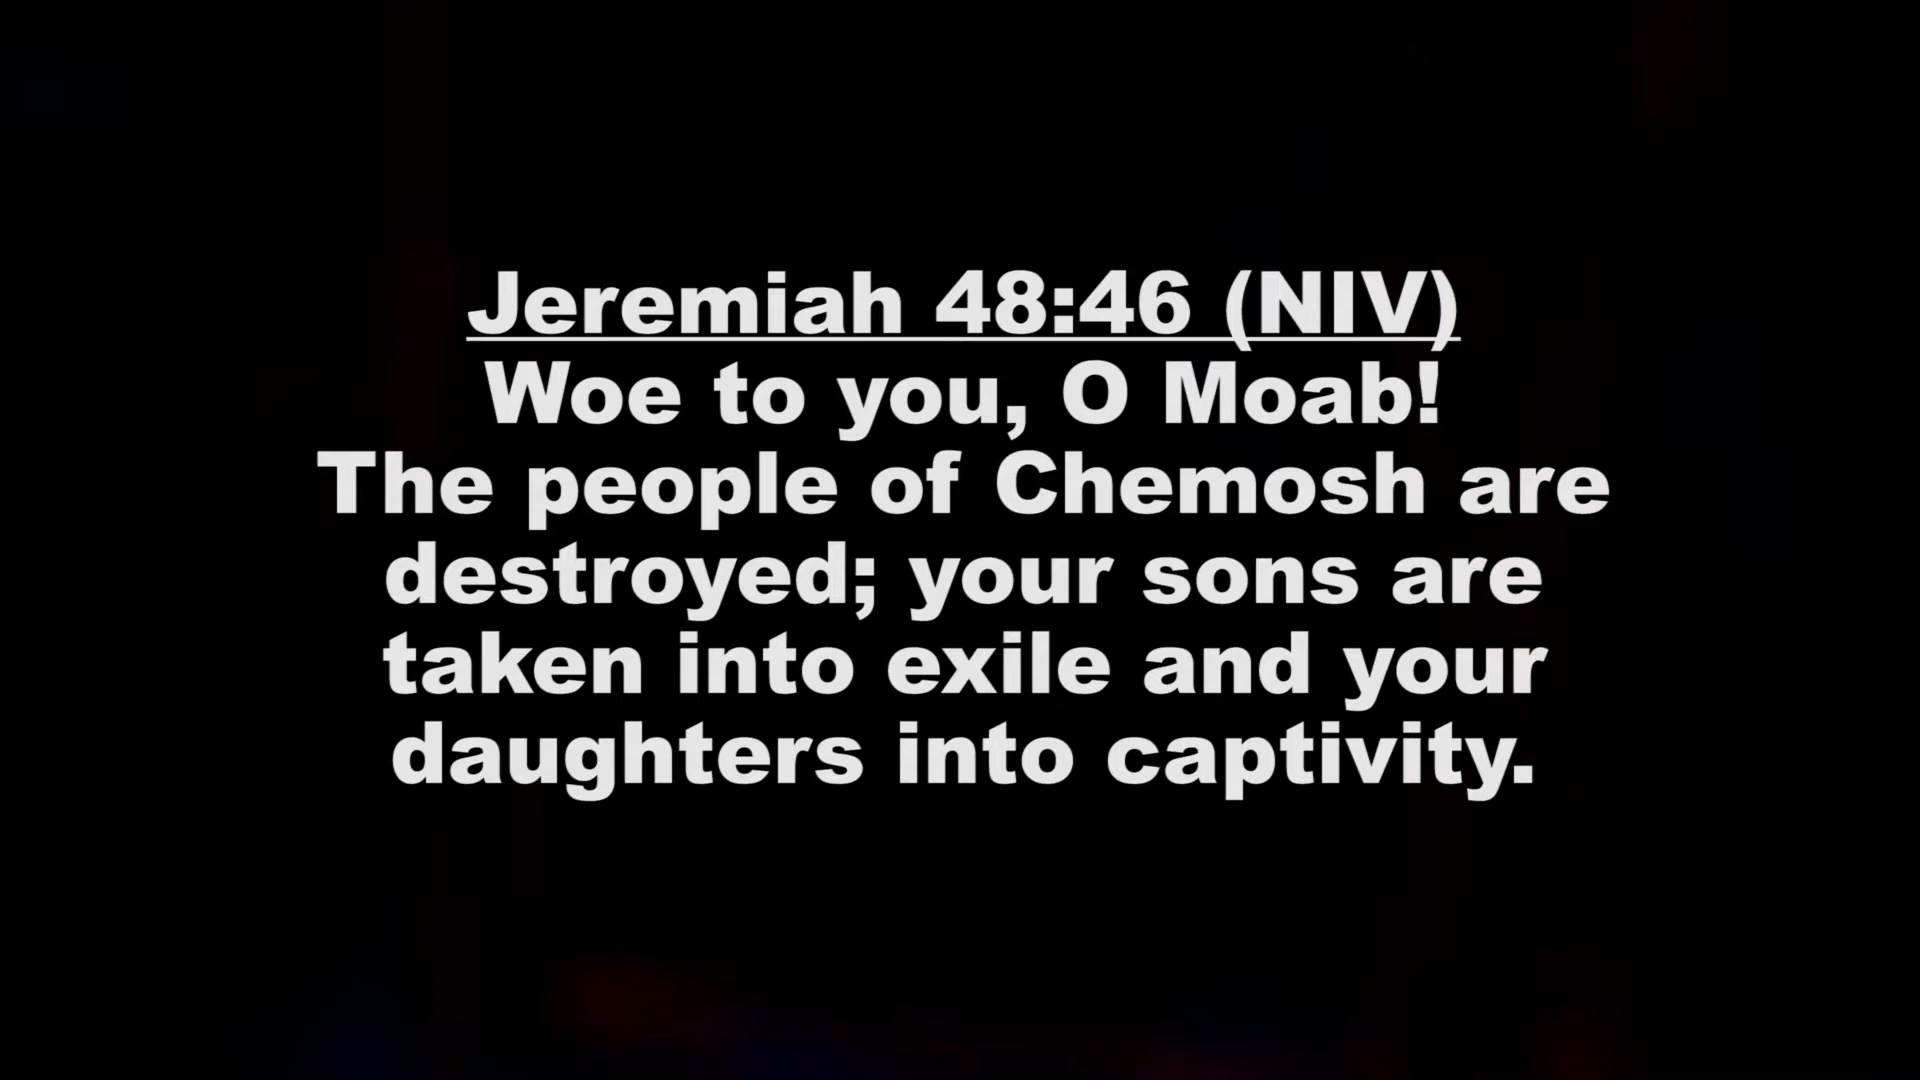 Jeremiah 48:46 (NIV)
Woe to you, O Moab!
The people of Chemosh are
destroyed; your sons are
taken into exile and your
daughters into captivity.